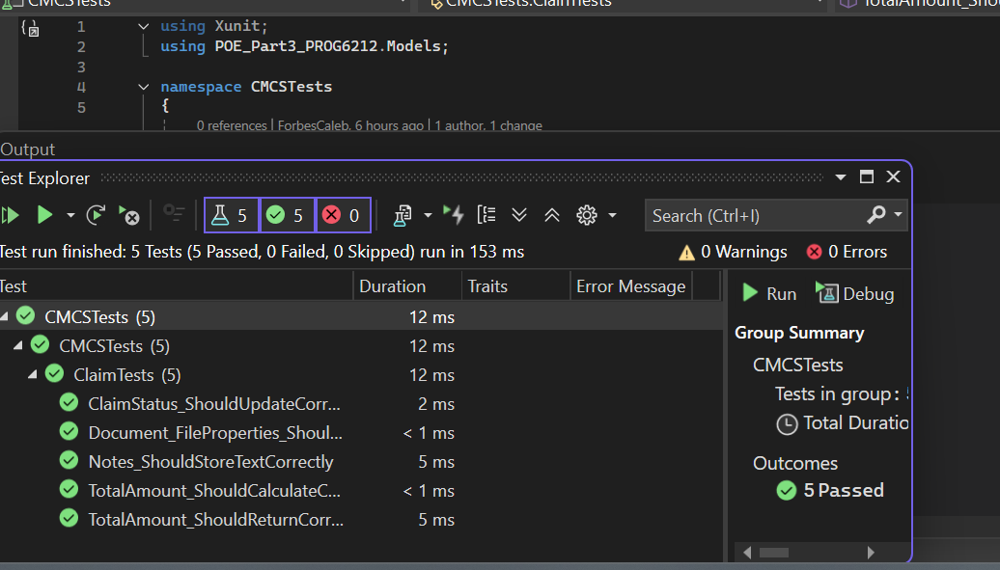 CMCSTests
CMCSTests.ClaimTests
TotalAmount_Shou
1 using Xunit;
2 using POE_Part3_PROG6212.Models;
3
4 namespace CMCSTests
5 {
0 references | ForbesCaleb, 6 hours ago | 1 author, 1 change
Output
Test Explorer
5 5 0
Search (Ctrl+I)
Test run finished: 5 Tests (5 Passed, 0 Failed, 0 Skipped) run in 153 ms
0 Warnings 0 Errors
Test Duration Traits Error Message
CMCSTests (5) 12 ms
CMCSTests (5) 12 ms
ClaimTests (5) 12 ms
ClaimStatus_ShouldUpdateCorr... 2 ms
Document_FileProperties_Shoul... < 1 ms
Notes_ShouldStoreTextCorrectly 5 ms
TotalAmount_ShouldCalculateC... < 1 ms
TotalAmount_ShouldReturnCorr... 5 ms
Run Debug
Group Summary
CMCSTests
Tests in group:
Total Duratio
Outcomes
5 Passed